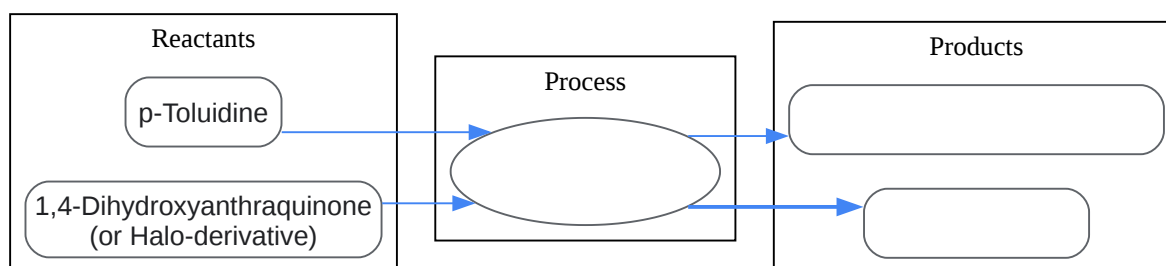 Reactants
p-Toluidine
1,4-Dihydroxyanthraquinone
(or Halo-derivative)
Process
Products